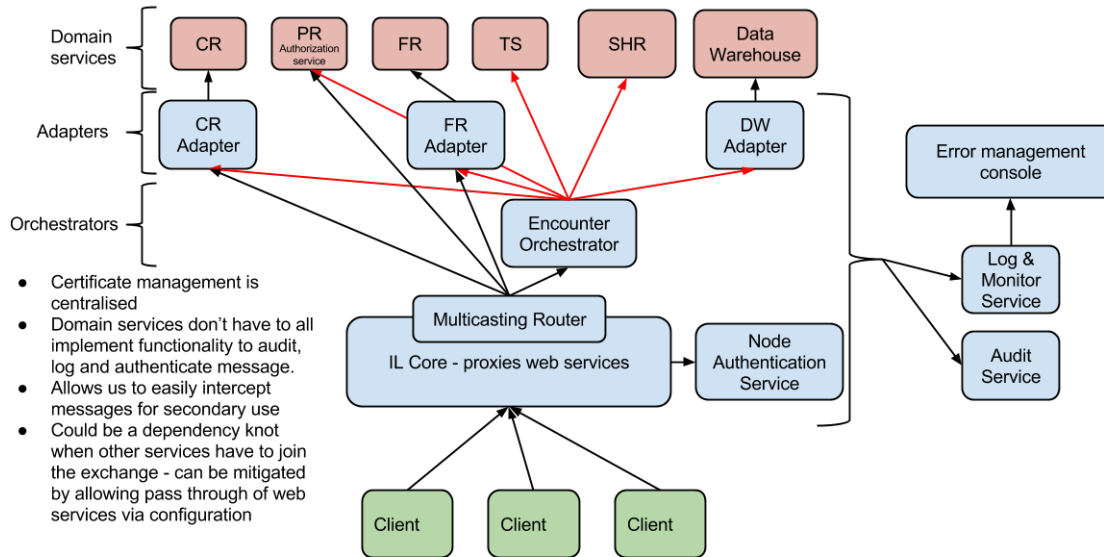 Domain
services
CR
PR
Authorization
service
FR
TS
SHR
Data
Warehouse
Adapters
CR
Adapter
FR
Adapter
DW
Adapter
Error management
console
Orchestrators
Encounter
Orchestrator
Log &
Monitor
Service
● Certificate management is
centralised
● Domain services don't have to all
implement functionality to audit,
log and authenticate message.
● Allows us to easily intercept
messages for secondary use
● Could be a dependency knot
when other services have to join
the exchange - can be mitigated
by allowing pass through of web
services via configuration
Multicasting Router
IL Core - proxies web services
Node
Authentication
Service
Audit
Service
Client
Client
Client